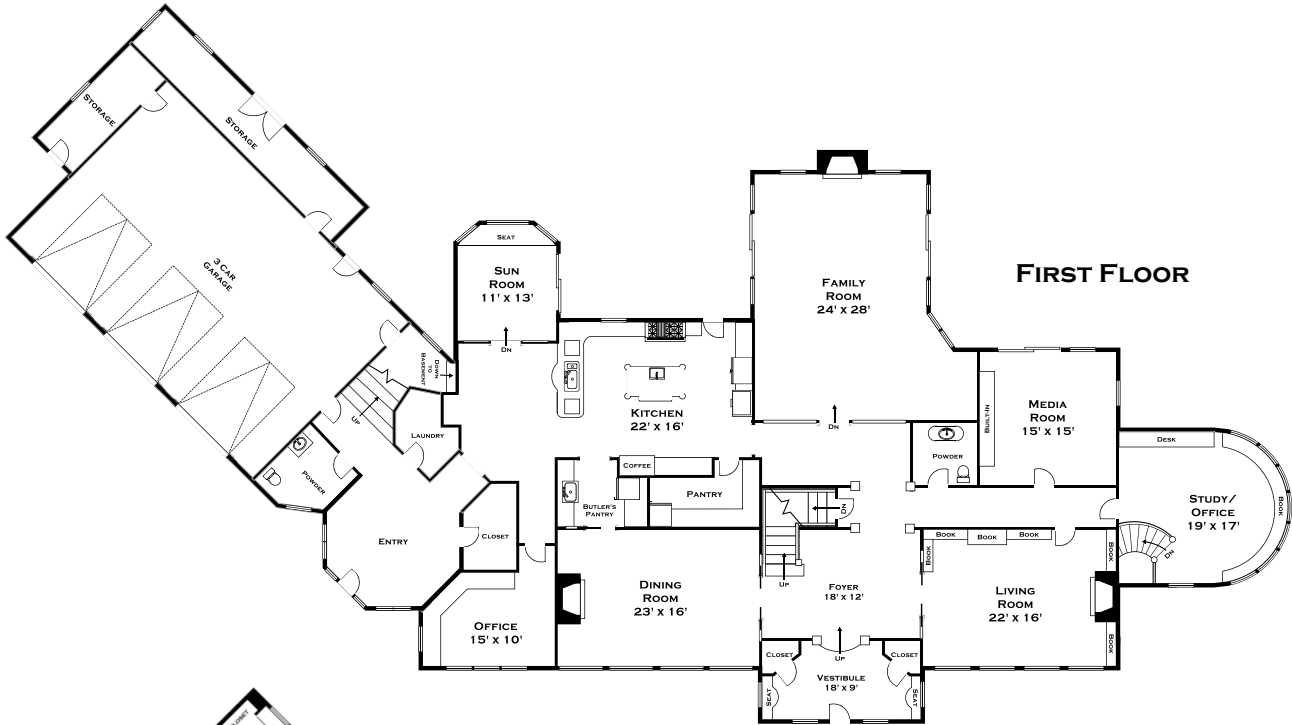 STORAGE
STORAGE
3 CAR
GARAGE
SEAT
SUN
ROOM
11' x 13'
DN
FAMILY
ROOM
24' x 28'
FIRST FLOOR
DOWN
TO
BASEMENT
UP
LAUNDRY
KITCHEN
22' x 16'
DN
BUILT-IN
MEDIA
ROOM
15' x 15'
POWDER
DESK
POWDER
COFFEE
PANTRY
BUTLER'S
PANTRY
DN
STUDY/
OFFICE
19' x 17'
BOOK
DN
ENTRY
CLOSET
BOOK
BOOK
BOOK
BOOK
BOOK
UP
DINING
ROOM
23' x 16'
FOYER
18' x 12'
LIVING
ROOM
22' x 16'
OFFICE
15' x 10'
BOOK
CLOSET
UP
CLOSET
VESTIBULE
18' x 9'
SEAT
SEAT
CLOSET